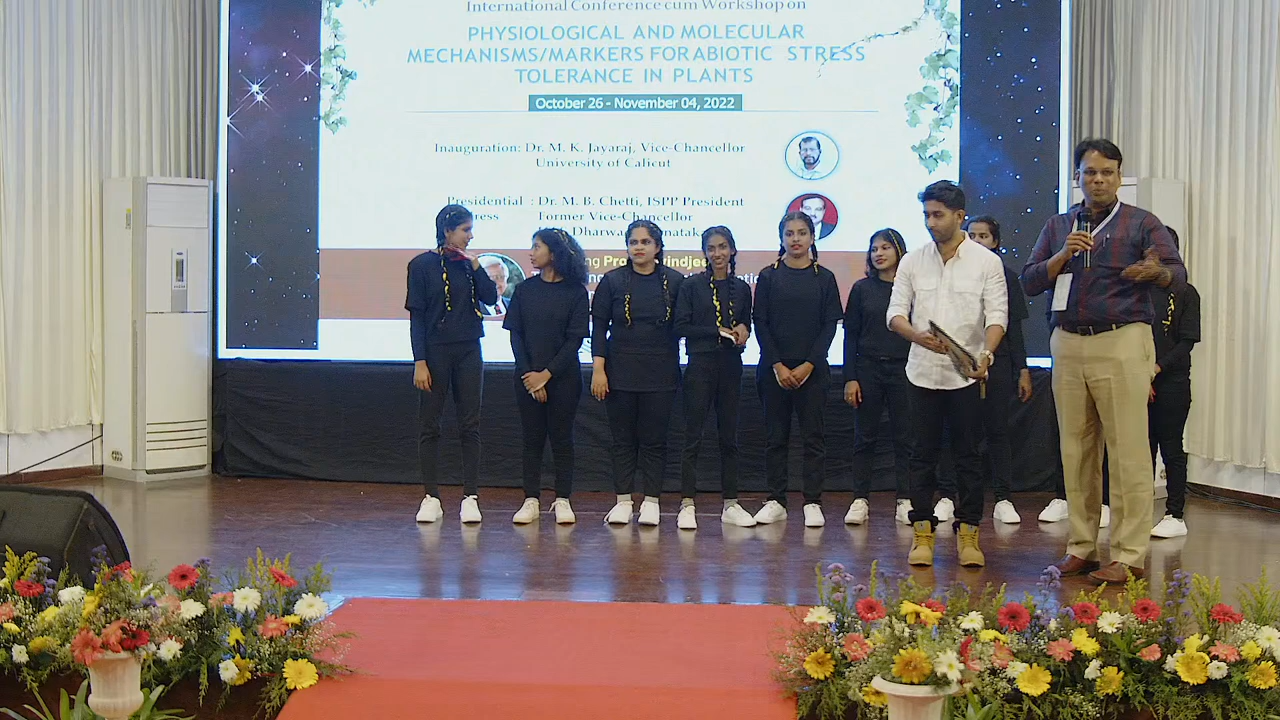 International Conference cum Workshop on
PHYSIOLOGICAL AND MOLECULAR
MECHANISMS/MARKERS FOR ABIOTIC STRESS
TOLERANCE IN PLANTS
October 26 - November 04, 2022
Inauguration: Dr. M. K. Jayaraj, Vice-Chancellor
University of Calicut
Presidential : Dr. M. B. Chetti, ISPP President
Former Vice-Chancellor
Dharwad